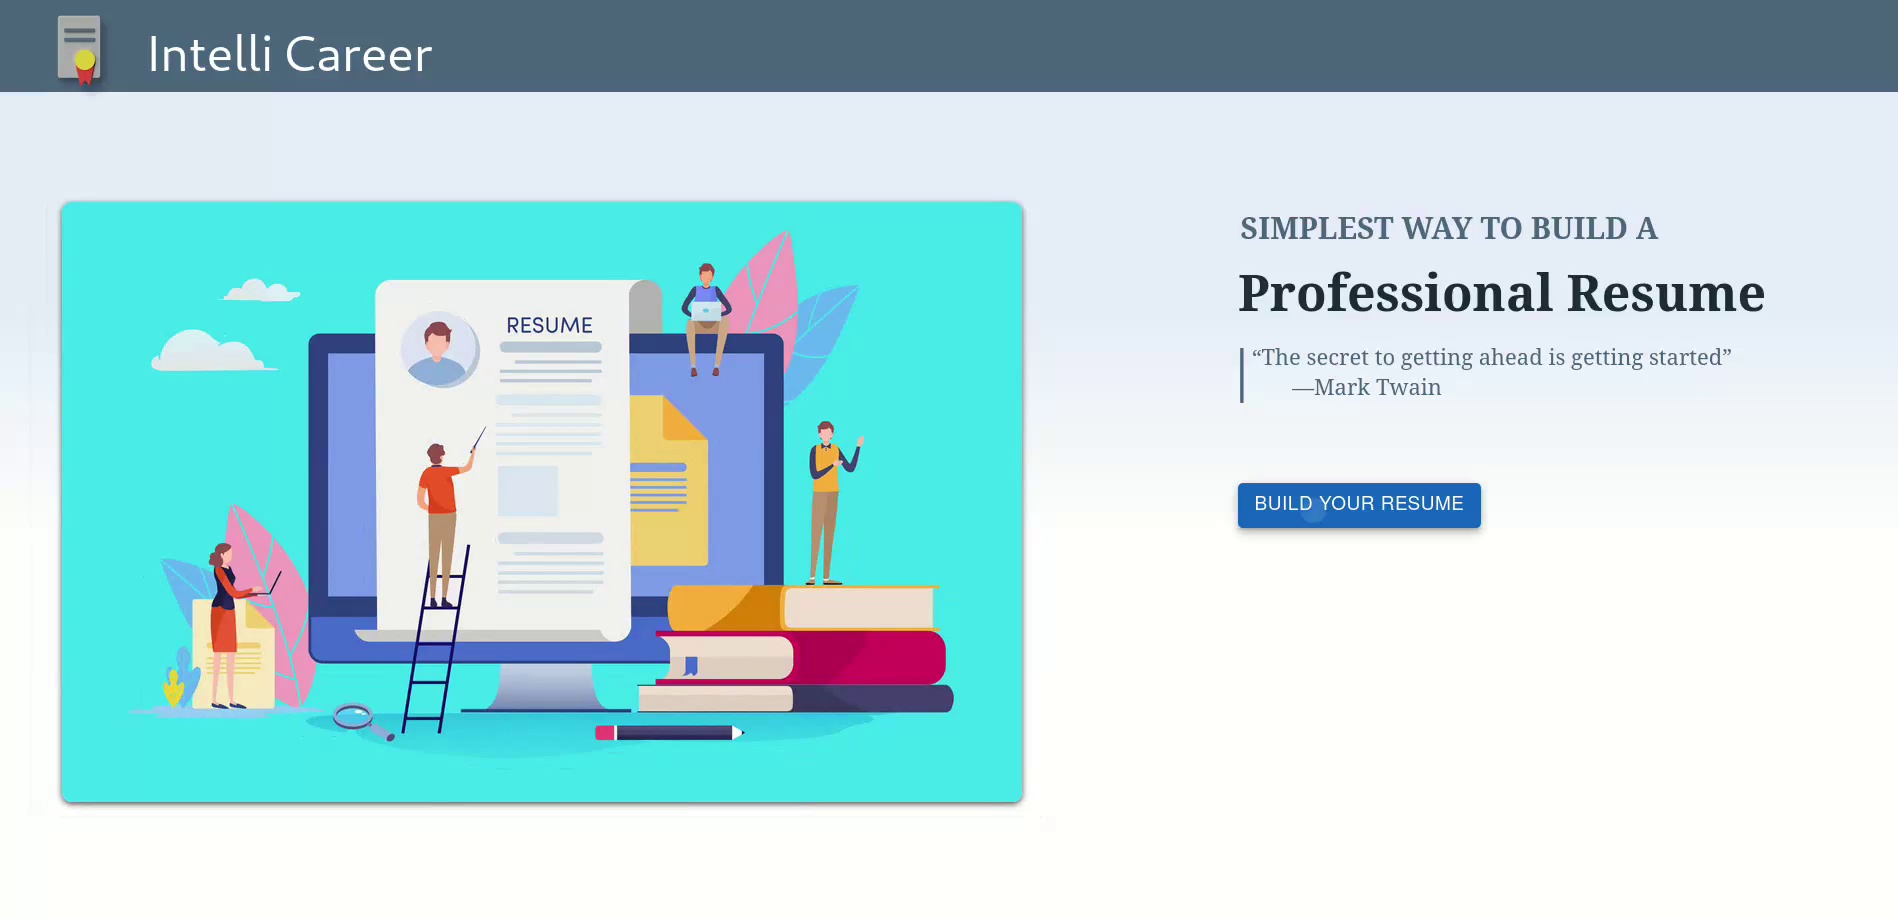 Intelli Career
RESUME
SIMPLEST WAY TO BUILD A
Professional Resume
“The secret to getting ahead is getting started”
—Mark Twain
BUILD YOUR RESUME